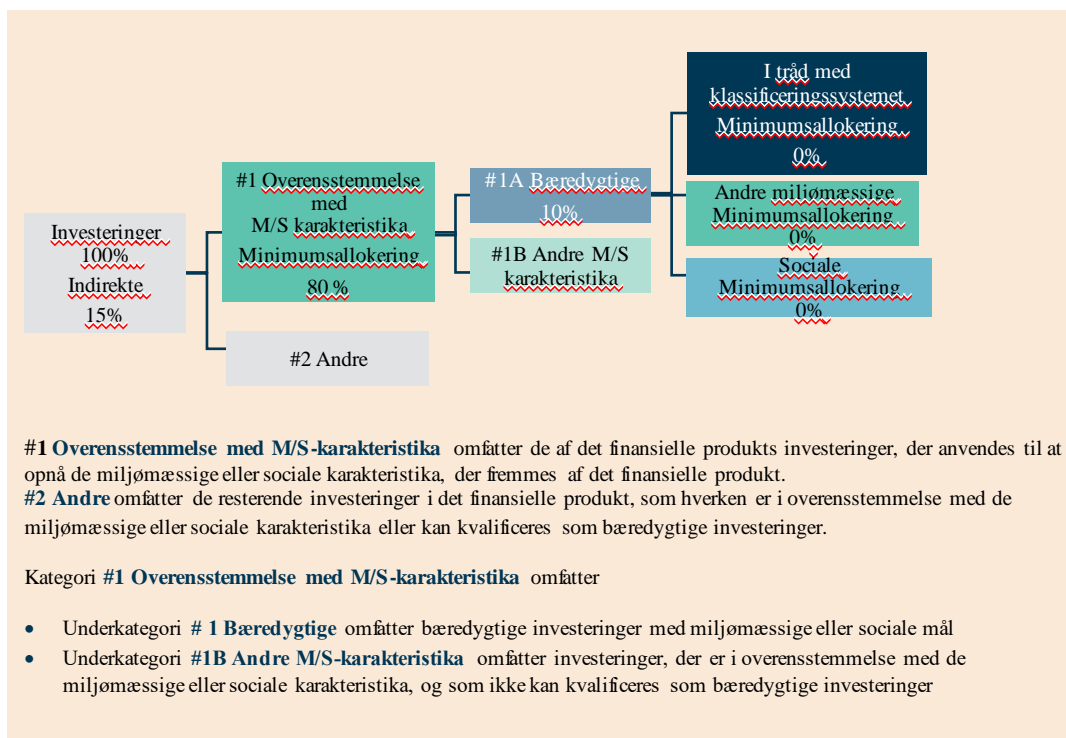 Investeringer
100%
Indirekte
15%
#1 Overensstemmelse
med
M/S karakteristika
Minimumsallokering
80 %
#2 Andre
#1A Bæredygtige
10%
#1B Andre M/S
karakteristika
I tråd med
klassificeringssystemet
Minimumsallokering
0%
Andre miljømæssige
Minimumsallokering
0%
Sociale
Minimumsallokering
0%
#1 Overensstemmelse med M/S-karakteristika omfatter de af det finansielle produkts investeringer, der anvendes til at
opnå de miljømæssige eller sociale karakteristika, der fremmes af det finansielle produkt.
#2 Andre omfatter de resterende investeringer i det finansielle produkt, som hverken er i overensstemmelse med de
miljømæssige eller sociale karakteristika eller kan kvalificeres som bæredygtige investeringer.
Kategori #1 Overensstemmelse med M/S-karakteristika omfatter
• Underkategori # 1 Bæredygtige omfatter bæredygtige investeringer med miljømæssige eller sociale mål
• Underkategori #1B Andre M/S-karakteristika omfatter investeringer, der er i overensstemmelse med de
miljømæssige eller sociale karakteristika, og som ikke kan kvalificeres som bæredygtige investeringer